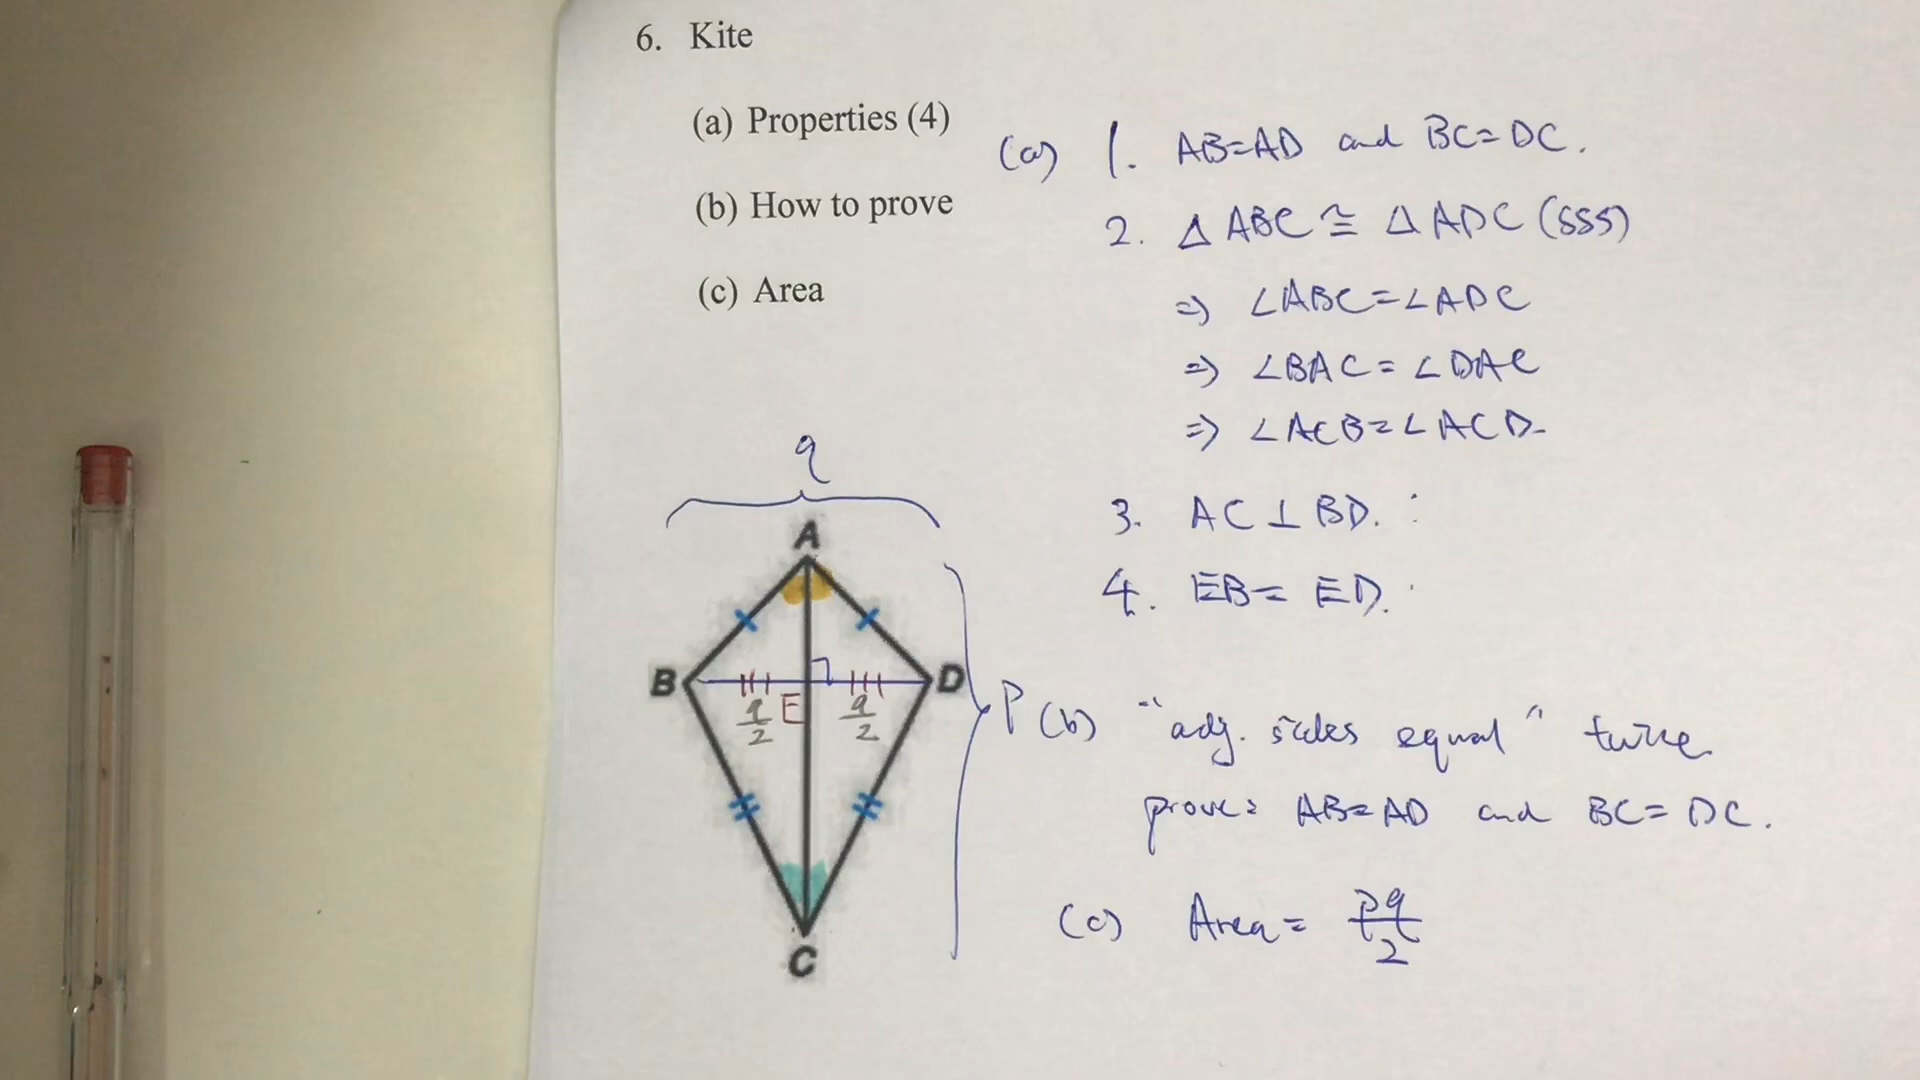 6. Kite
(a) Properties (4)
(b) How to prove
(c) Area
(a) 1. AB=AD and BC=DC.
2. △ABC ≅ △ADC (SSS)
⇒ ∠ABC=∠ADC
⇒ ∠BAC=∠DAC
⇒ ∠ACB=∠ACD
3. AC⊥BD.
4. EB=ED.
q
A
B
E
D
q/2
q/2
C
P
(b) "adj. sides equal" twice
prove: AB=AD and BC=DC.
(c) Area = pq/2